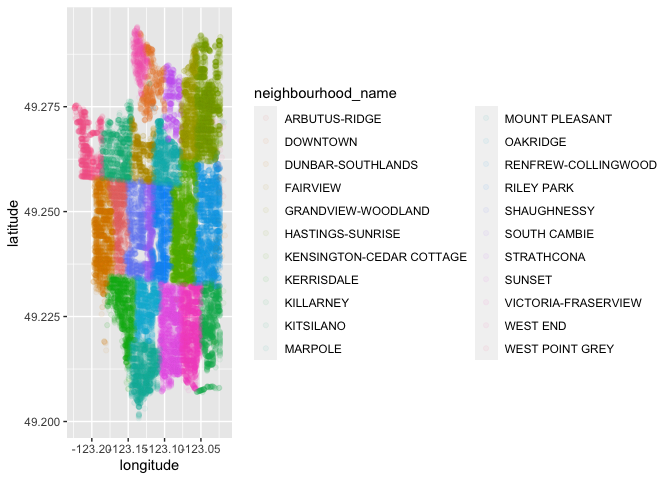 neighbourhood_name
ARBUTUS-RIDGE
DOWNTOWN
DUNBAR-SOUTHLANDS
FAIRVIEW
GRANDVIEW-WOODLAND
HASTINGS-SUNRISE
KENSINGTON-CEDAR COTTAGE
KERRISDALE
KILLARNEY
KITSILANO
MARPOLE
MOUNT PLEASANT
OAKRIDGE
RENFREW-COLLINGWOOD
RILEY PARK
SHAUGHNESSY
SOUTH CAMBIE
STRATHCONA
SUNSET
VICTORIA-FRASERVIEW
WEST END
WEST POINT GREY
latitude
49.275
49.250
49.225
49.200
-123.20 -123.15 -123.10 -123.05
longitude